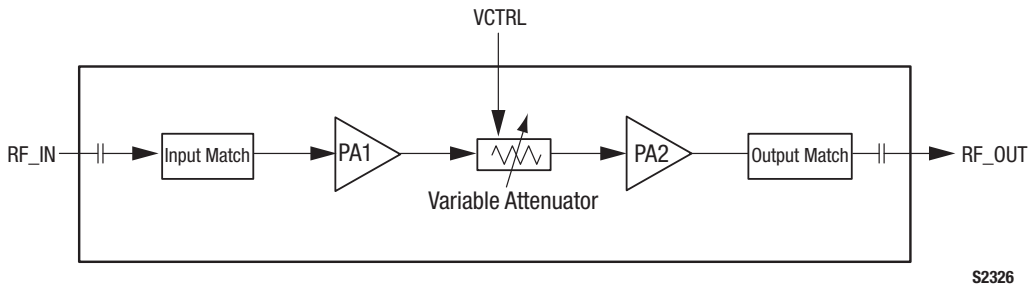 VCTRL
RF_IN
Input Match
PA1
PA2
Output Match
RF_OUT
Variable Attenuator
S2326